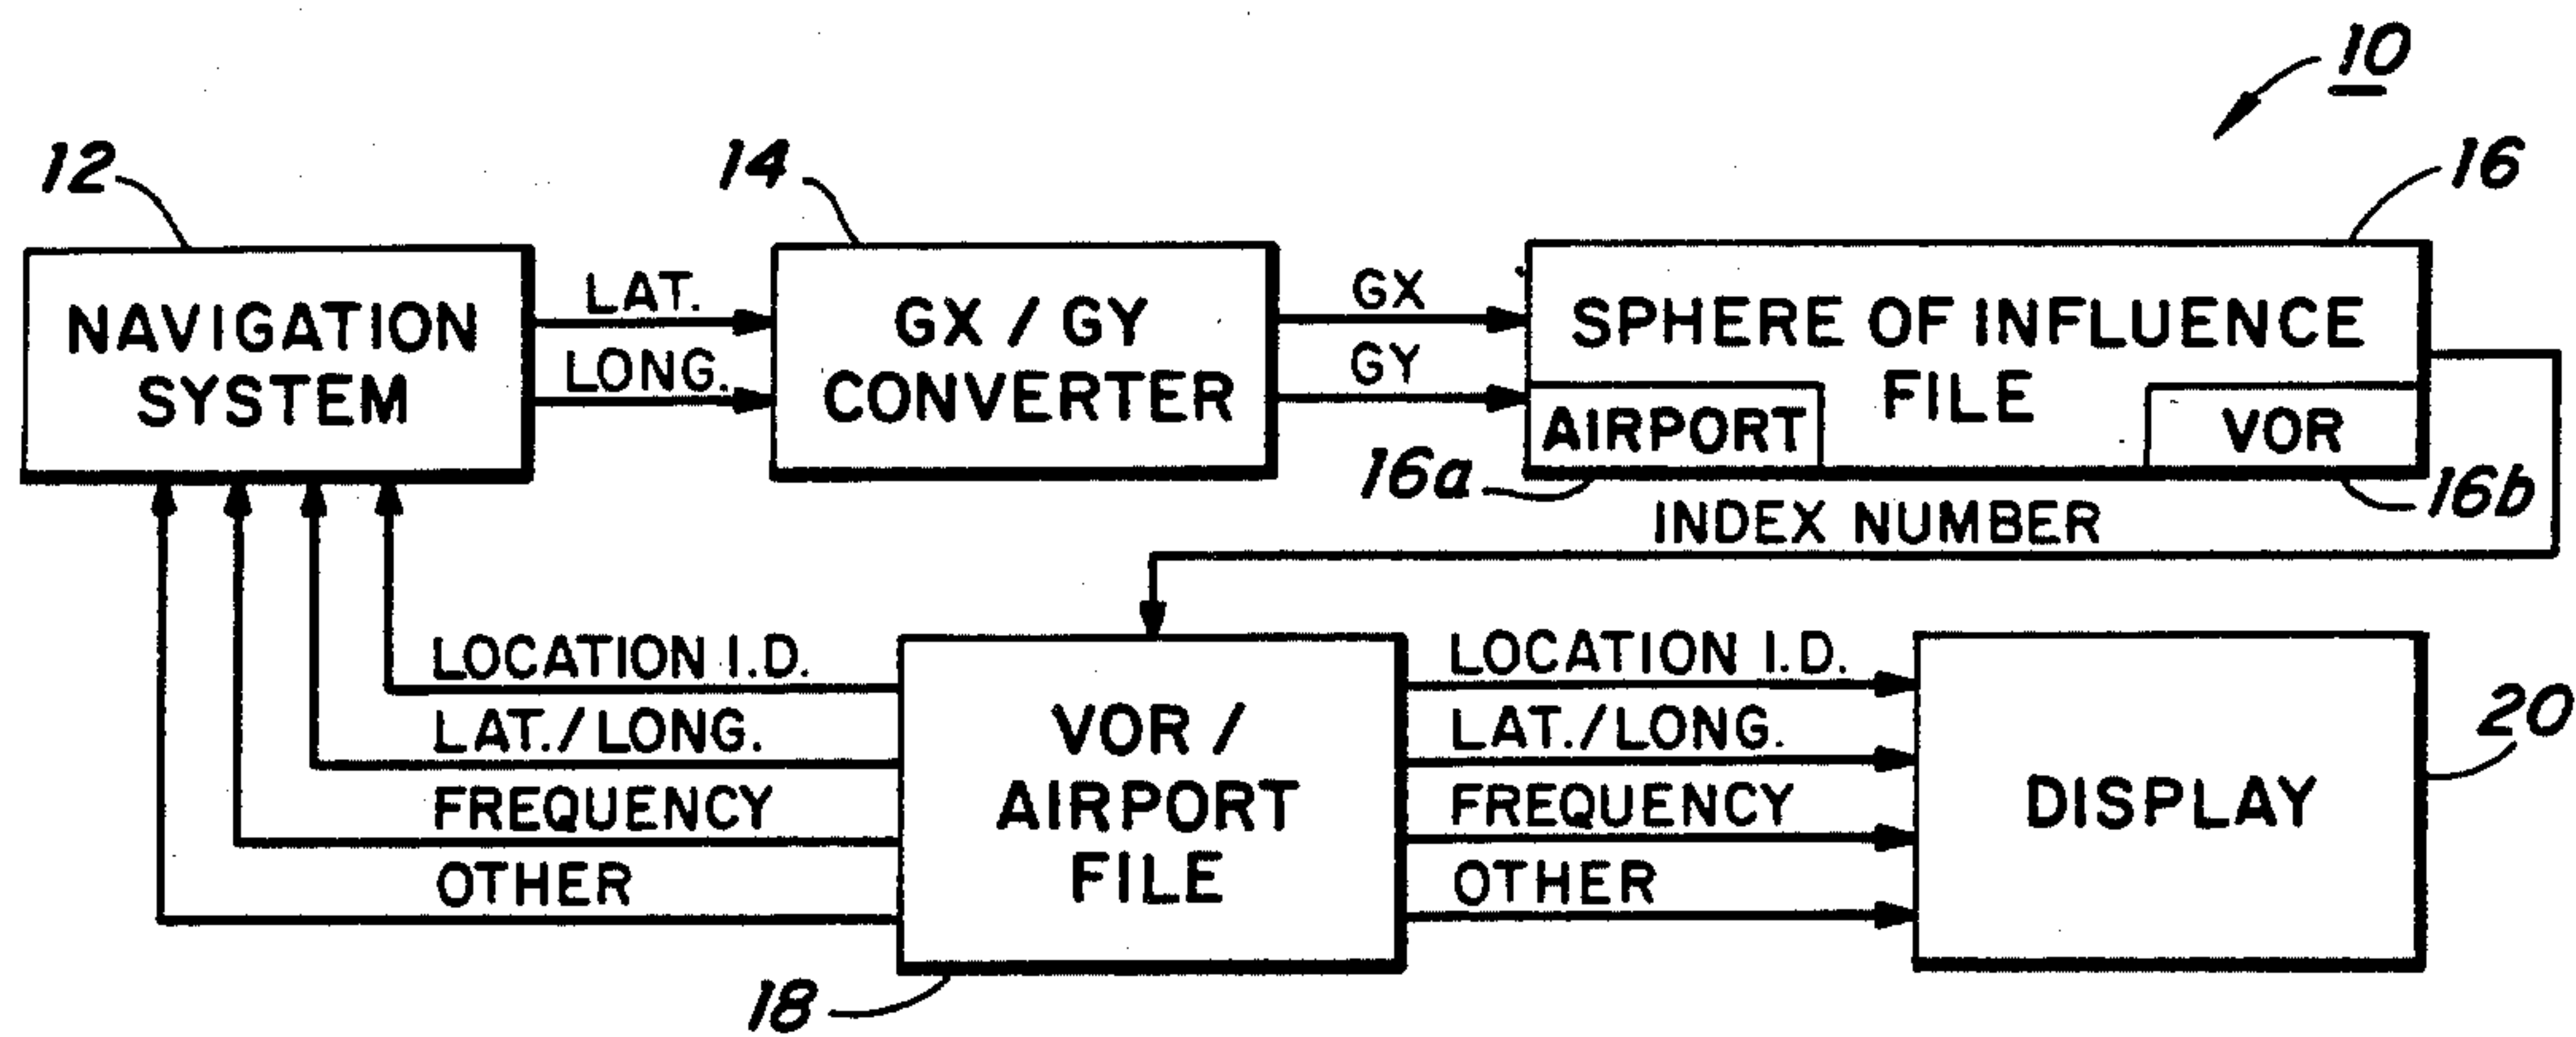 10
12
14
16
NAVIGATION
SYSTEM
LAT.
LONG.
GX / GY
CONVERTER
GX
GY
SPHERE OF INFLUENCE
FILE
AIRPORT
VOR
16a
16b
INDEX NUMBER
LOCATION I.D.
LAT./LONG.
FREQUENCY
OTHER
VOR /
AIRPORT
FILE
LOCATION I.D.
LAT./LONG.
FREQUENCY
OTHER
DISPLAY
20
18